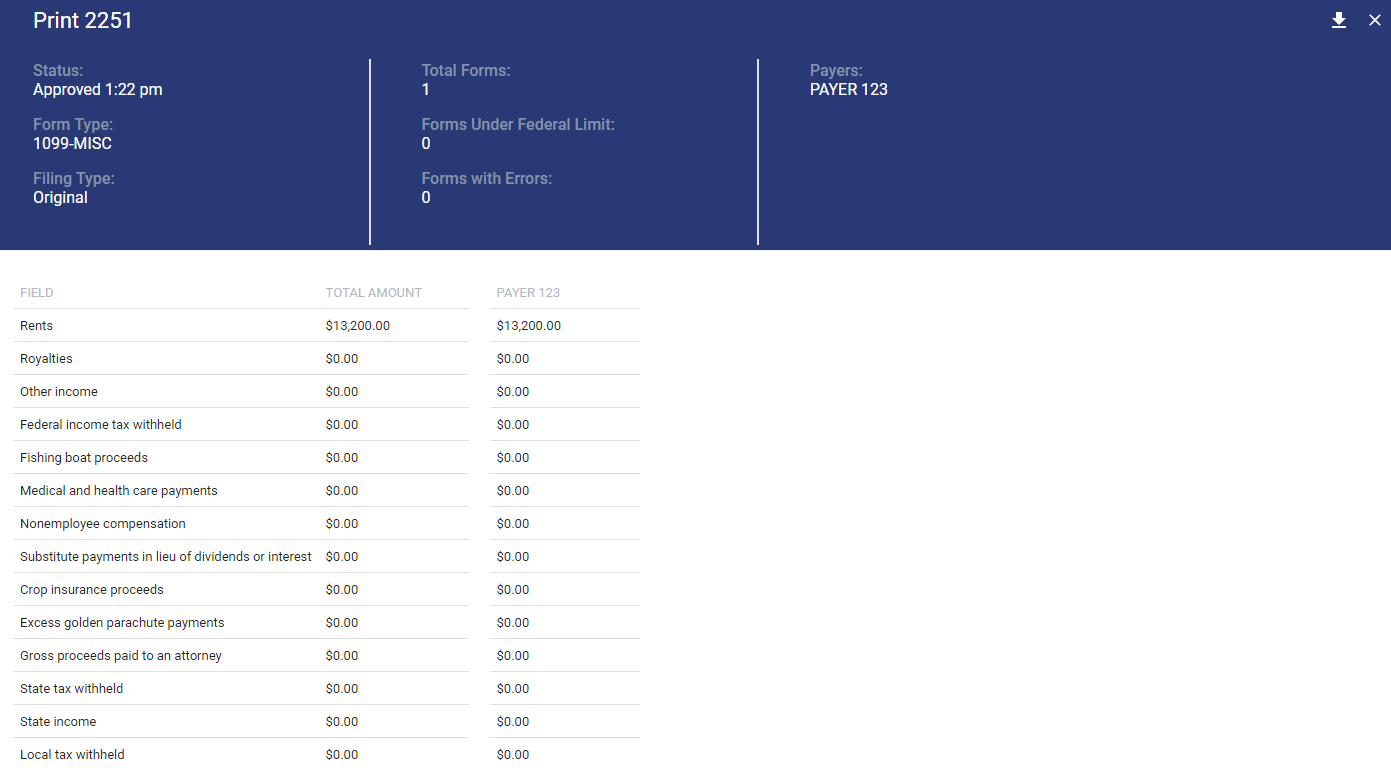 Print 2251
Status:
Approved 1:22 pm
Form Type:
1099-MISC
Filing Type:
Original
Total Forms:
1
Forms Under Federal Limit:
0
Forms with Errors:
0
Payers:
PAYER 123
FIELD TOTAL AMOUNT PAYER 123
Rents $13,200.00 $13,200.00
Royalties $0.00 $0.00
Other income $0.00 $0.00
Federal income tax withheld $0.00 $0.00
Fishing boat proceeds $0.00 $0.00
Medical and health care payments $0.00 $0.00
Nonemployee compensation $0.00 $0.00
Substitute payments in lieu of dividends or interest $0.00 $0.00
Crop insurance proceeds $0.00 $0.00
Excess golden parachute payments $0.00 $0.00
Gross proceeds paid to an attorney $0.00 $0.00
State tax withheld $0.00 $0.00
State income $0.00 $0.00
Local tax withheld $0.00 $0.00